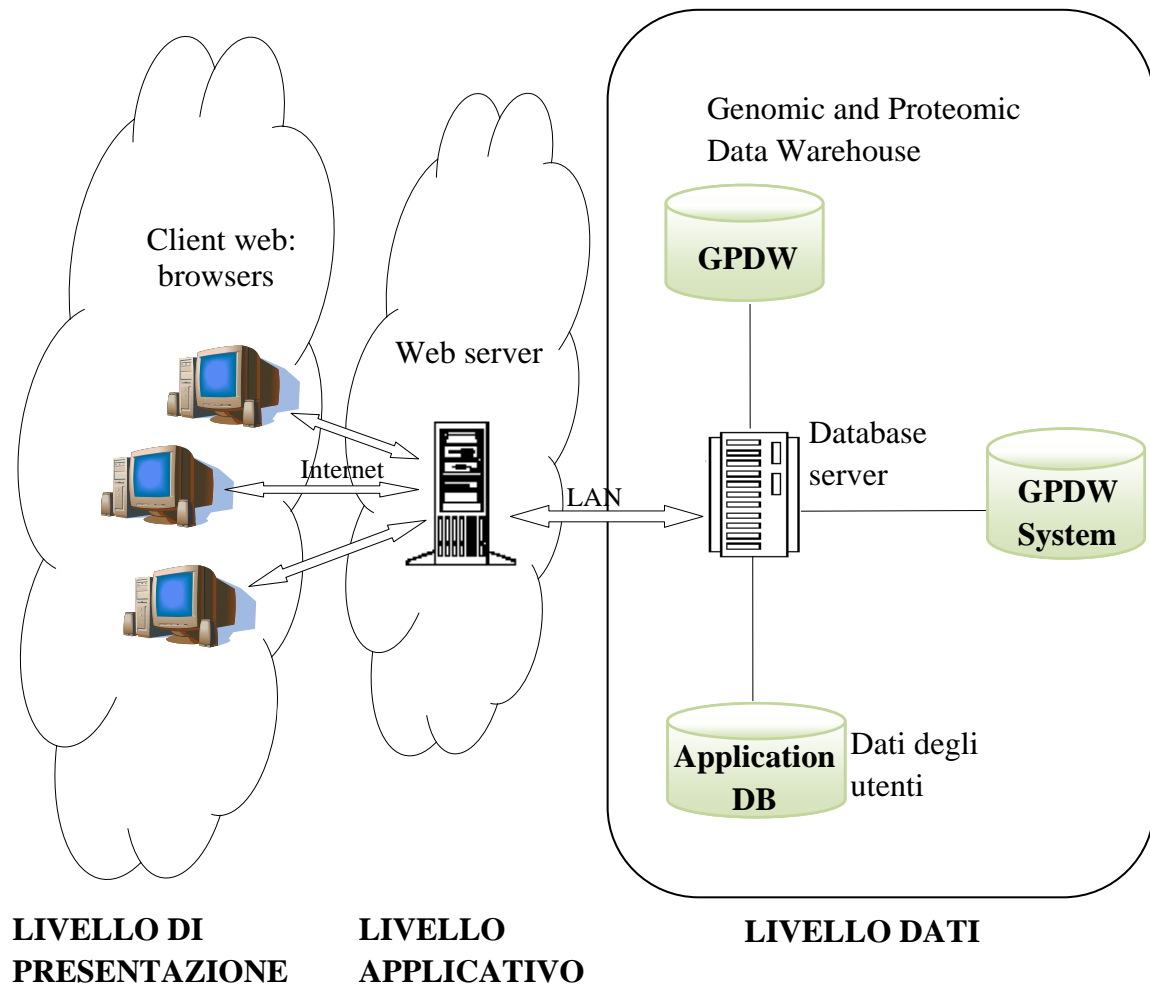 Genomic and Proteomic
Data Warehouse
GPDW
Client web:
browsers
Web server
Internet
LAN
Database
server
GPDW
System
Application
DB
Dati degli
utenti
LIVELLO DI
PRESENTAZIONE
LIVELLO
APPLICATIVO
LIVELLO DATI